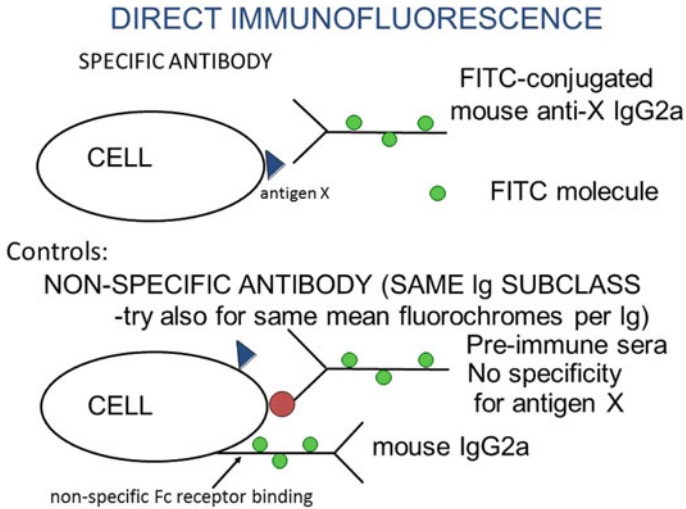 DIRECT IMMUNOFLUORESCENCE
SPECIFIC ANTIBODY
FITC-conjugated
mouse anti-X IgG2a
CELL
antigen X
FITC molecule
Controls:
NON-SPECIFIC ANTIBODY (SAME Ig SUBCLASS
-try also for same mean fluorochromes per Ig)
Pre-immune sera
No specificity
for antigen X
CELL
mouse IgG2a
non-specific Fc receptor binding